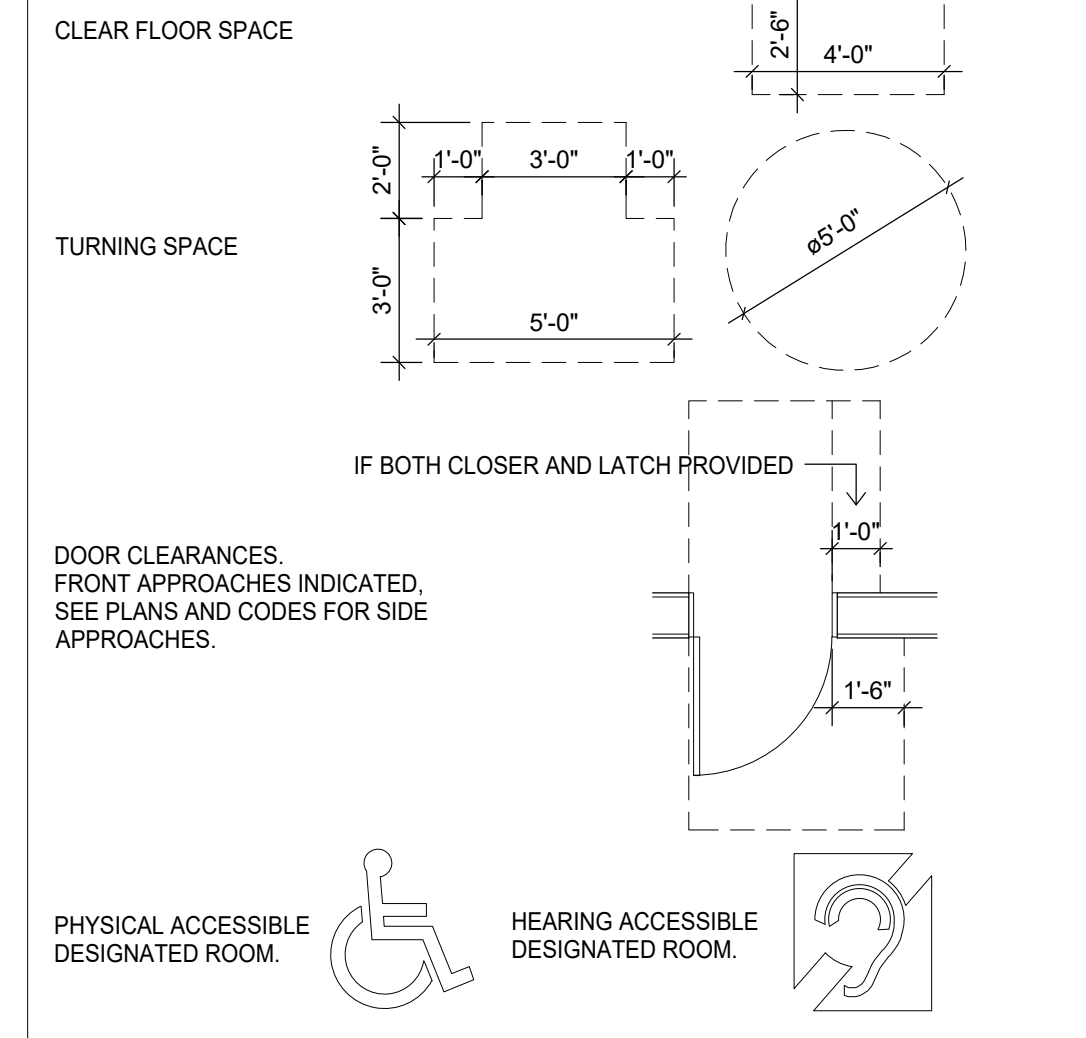 CLEAR FLOOR SPACE
2'-6"
4'-0"
2'-0"
1'-0"
3'-0"
1'-0"
TURNING SPACE
3'-0"
5'-0"
ø5'-0"
IF BOTH CLOSER AND LATCH PROVIDED
1'-0"
DOOR CLEARANCES.
FRONT APPROACHES INDICATED,
SEE PLANS AND CODES FOR SIDE
APPROACHES.
1'-6"
PHYSICAL ACCESSIBLE
DESIGNATED ROOM.
HEARING ACCESSIBLE
DESIGNATED ROOM.